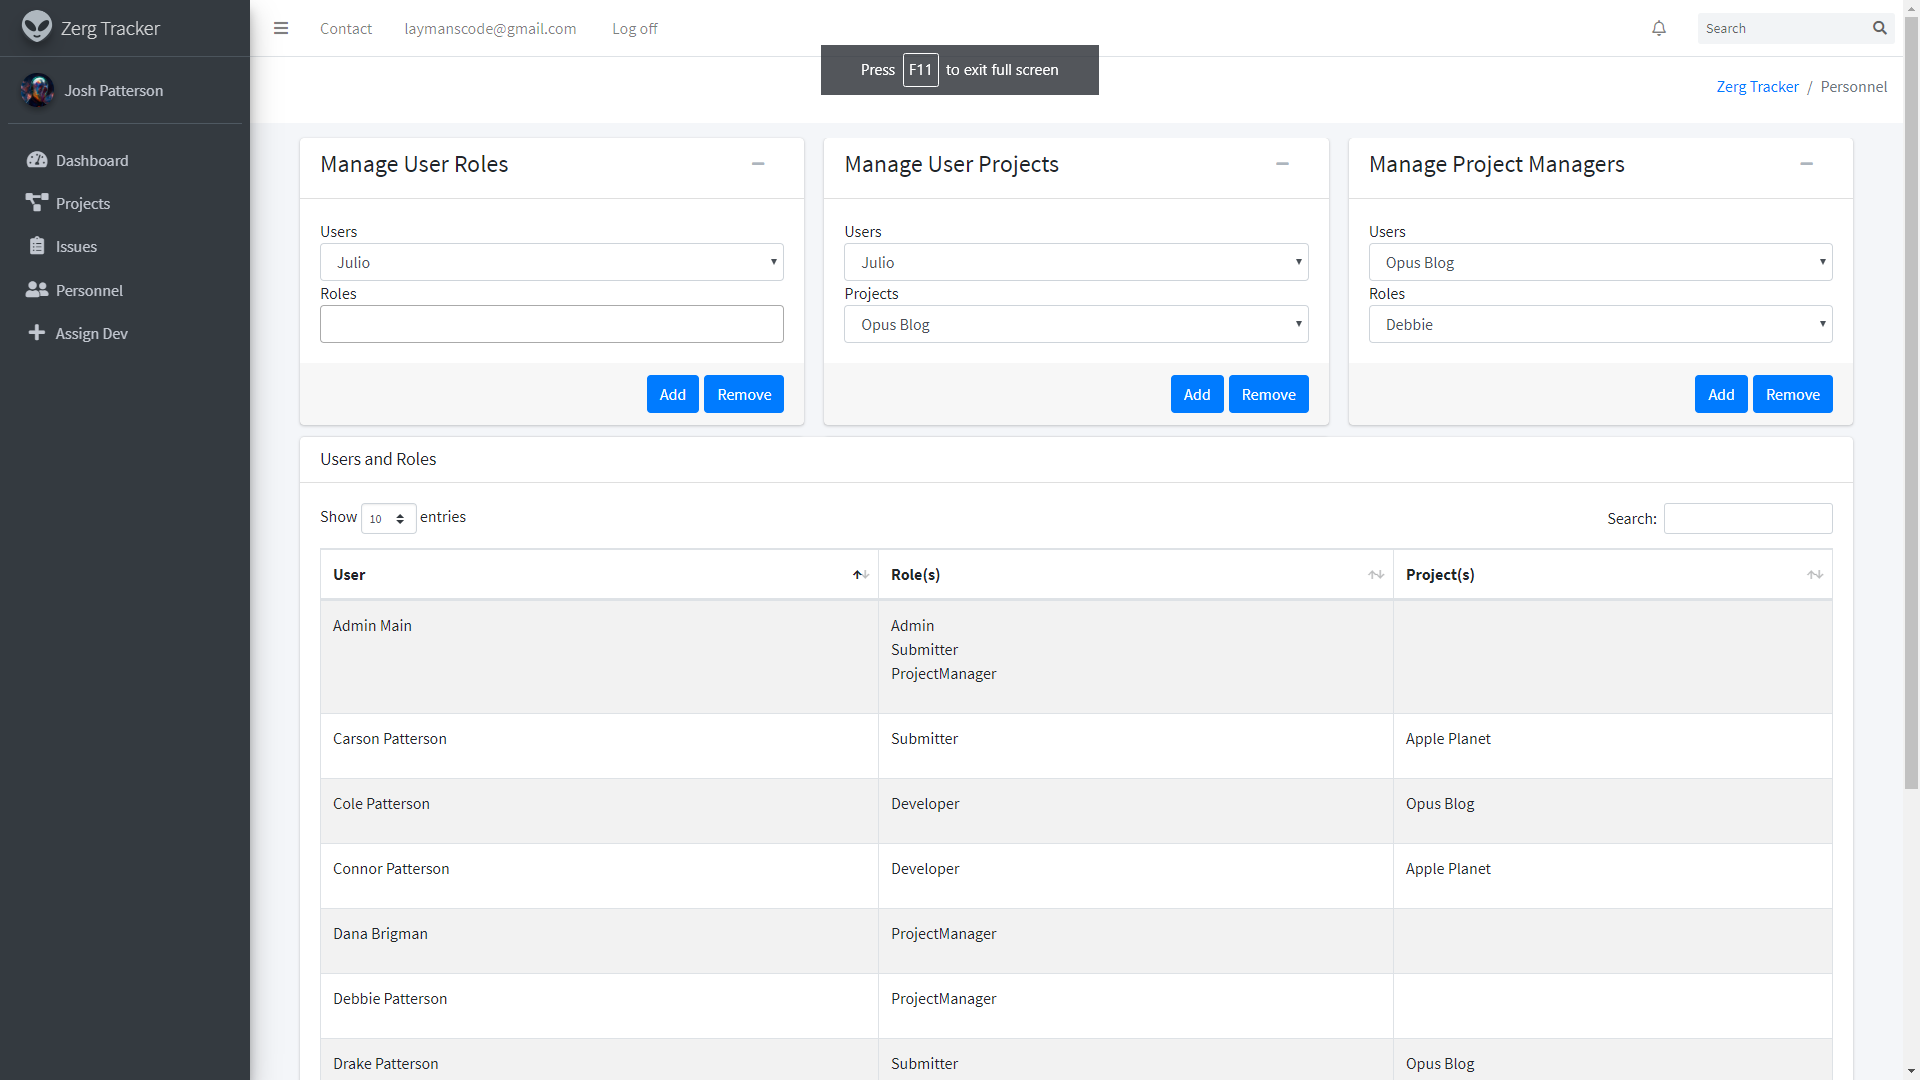 Zerg Tracker
Contact laymanscode@gmail.com Log off
Search
Press F11 to exit full screen
Josh Patterson
Zerg Tracker / Personnel
Dashboard
Projects
Issues
Personnel
Assign Dev
Manage User Roles
Users
Julio
Roles
Add Remove
Manage User Projects
Users
Julio
Projects
Opus Blog
Add Remove
Manage Project Managers
Users
Opus Blog
Roles
Debbie
Add Remove
Users and Roles
Show 10 entries
Search:
User Role(s) Project(s)
Admin Main Admin
Submitter
ProjectManager
Carson Patterson Submitter Apple Planet
Cole Patterson Developer Opus Blog
Connor Patterson Developer Apple Planet
Dana Brigman ProjectManager
Debbie Patterson ProjectManager
Drake Patterson Submitter Opus Blog